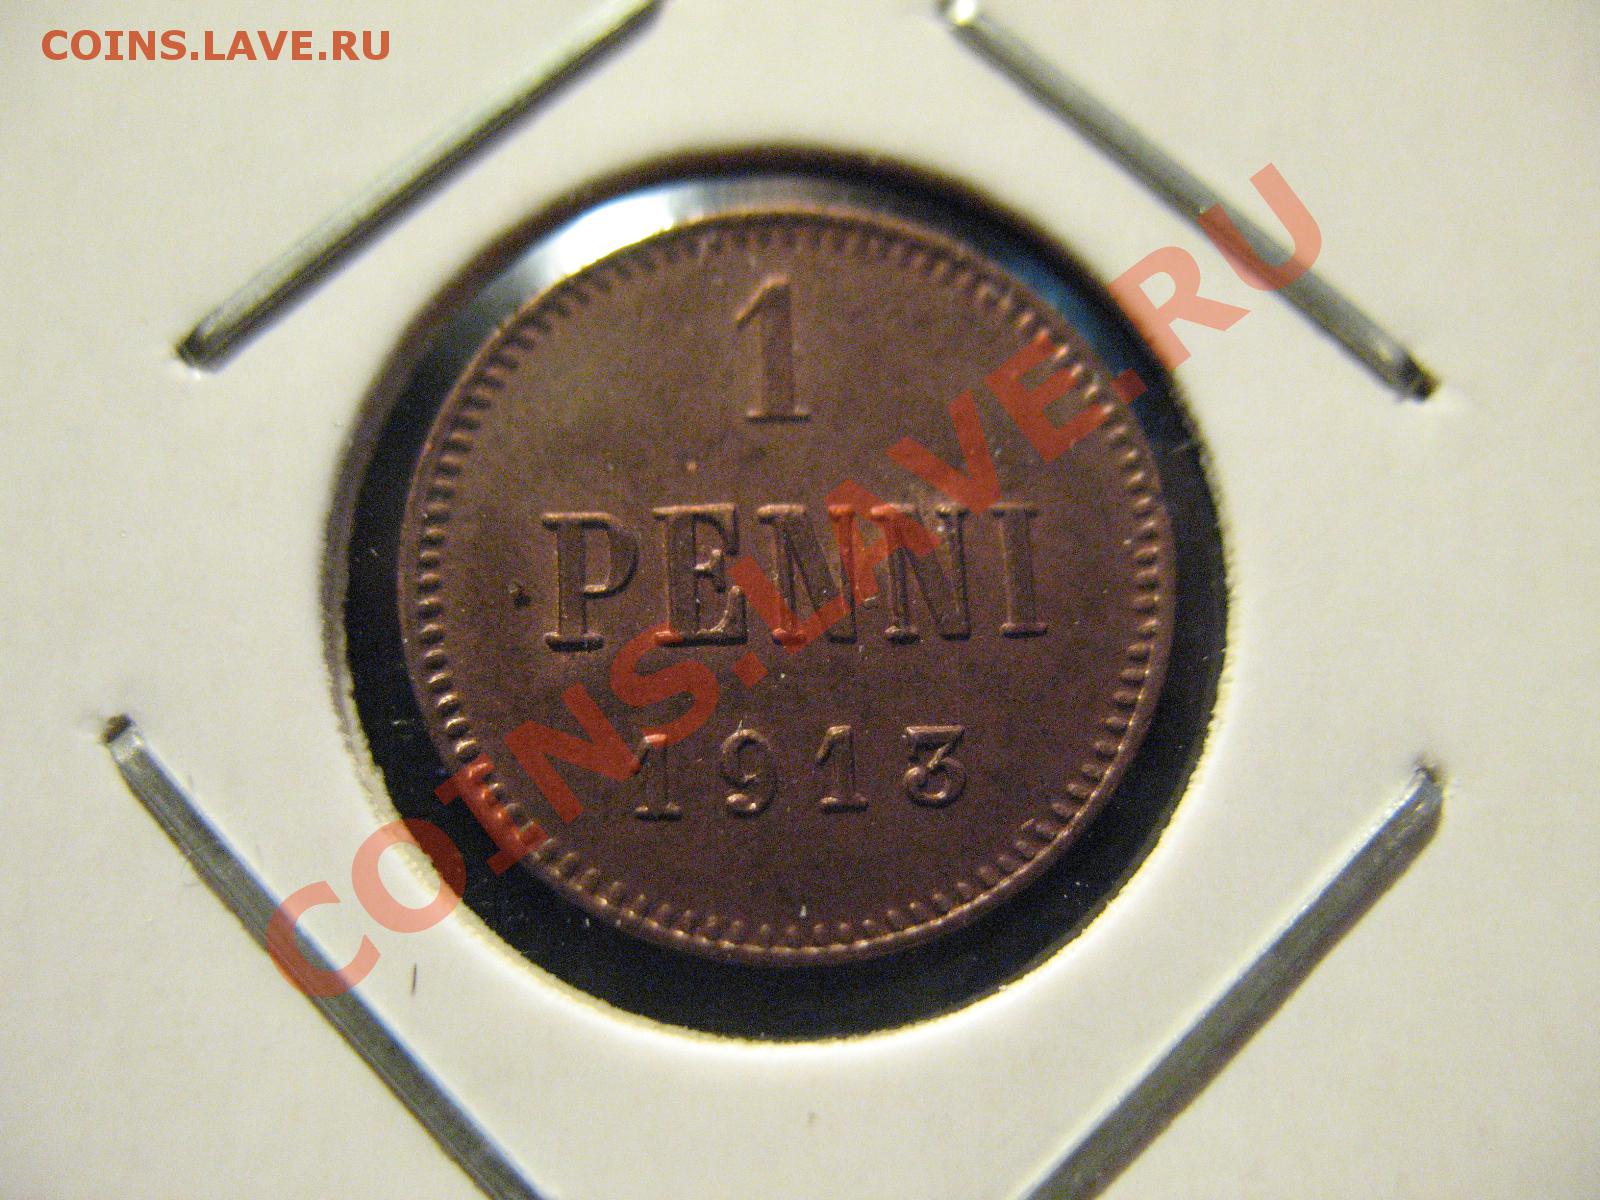 COINS.LAVE.RU
1
PENNI
1913
COINS.LAVE.RU